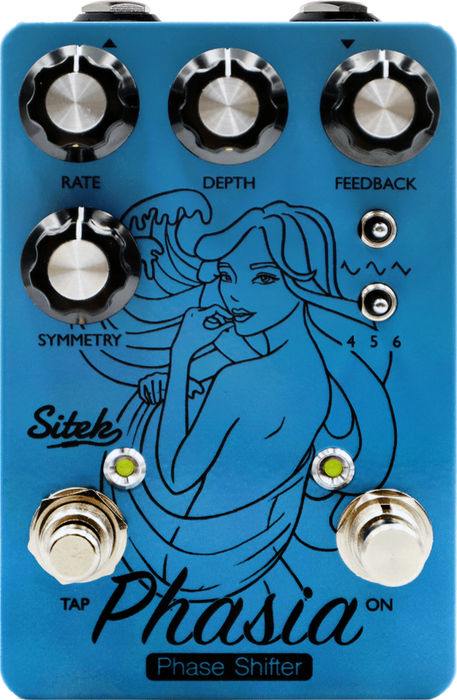 RATE DEPTH FEEDBACK
SYMMETRY
4 5 6
Sitek
TAP Phasia ON
Phase Shifter